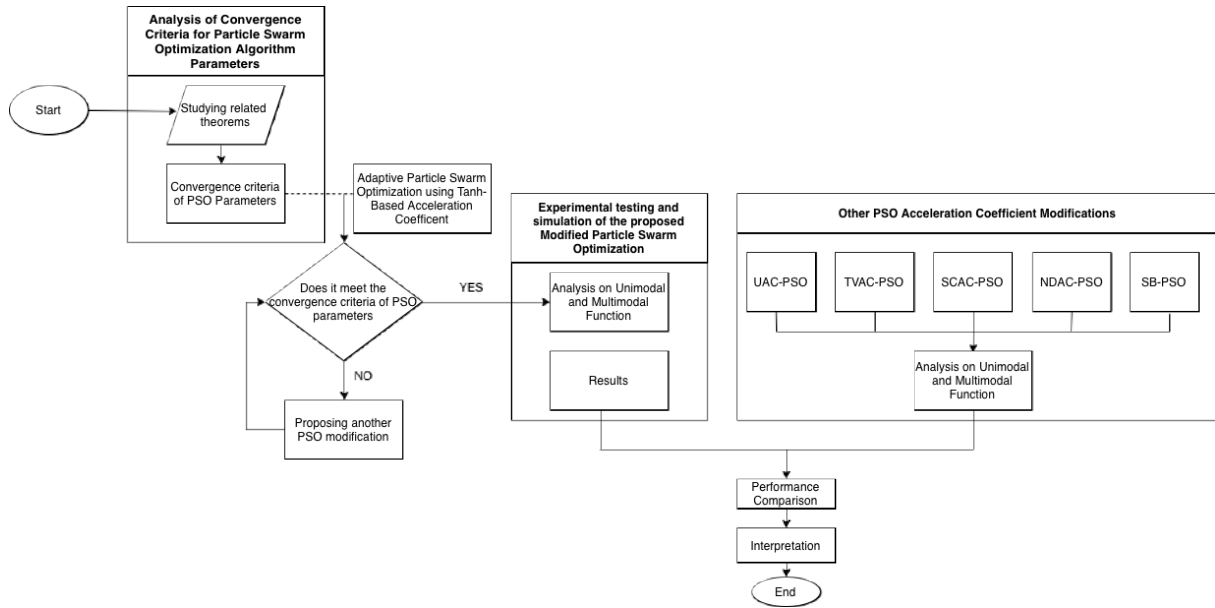 Analysis of Convergence
Criteria for Particle Swarm
Optimization Algorithm
Parameters
Start
Studying related
theorems
Convergence criteria
of PSO Parameters
Adaptive Particle Swarm
Optimization using Tanh-
Based Acceleration
Coefficent
Does it meet the
convergence criteria of PSO
parameters
YES
NO
Proposing another
PSO modification
Experimental testing and
simulation of the proposed
Modified Particle Swarm
Optimization
Analysis on Unimodal
and Multimodal
Function
Results
Other PSO Acceleration Coefficient Modifications
UAC-PSO
TVAC-PSO
SCAC-PSO
NDAC-PSO
SB-PSO
Analysis on Unimodal
and Multimodal
Function
Performance
Comparison
Interpretation
End